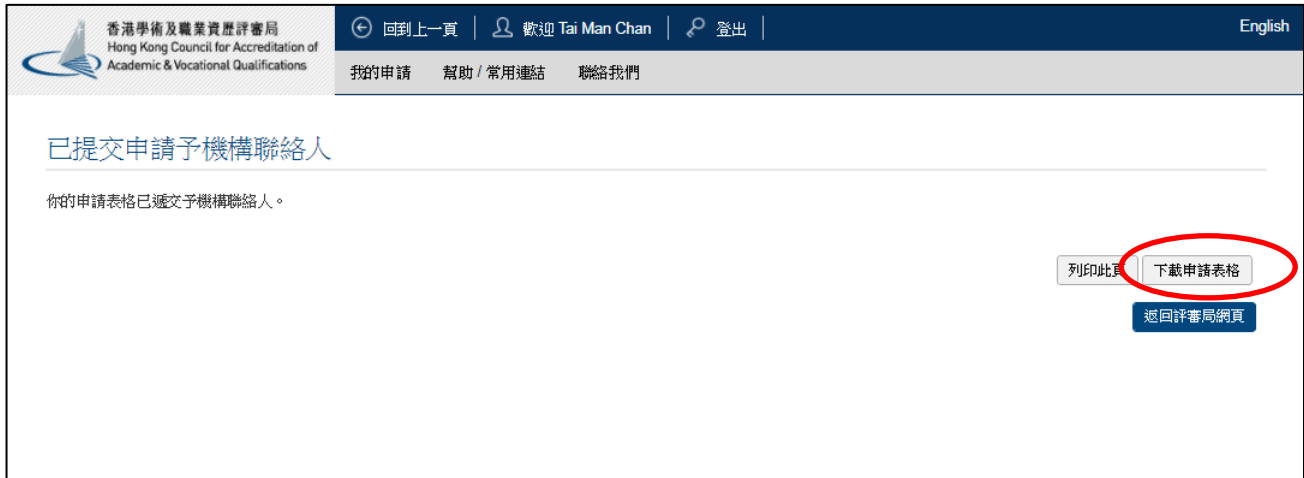 香港學術及職業資歷評審局
Hong Kong Council for Accreditation of
Academic & Vocational Qualifications
回到上一頁 歡迎 Tai Man Chan 登出 English
我的申請 幫助 / 常用連結 聯絡我們
已提交申請予機構聯絡人
你的申請表格已遞交予機構聯絡人。
列印此頁 下載申請表格
返回評審局網頁